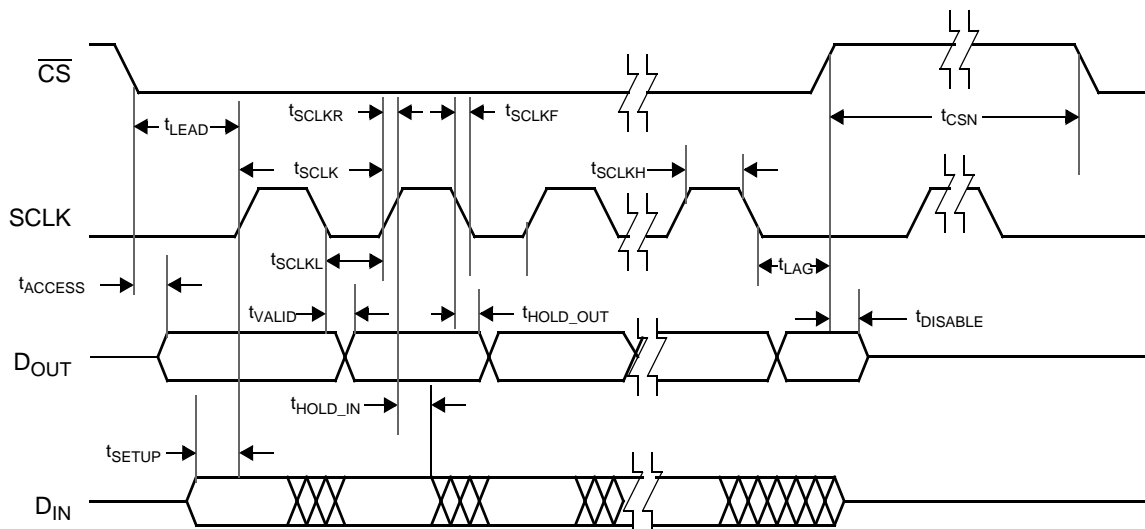 CS
tLEAD
tSCLKR
tSCLKF
tCSN
tSCLK
tSCLKH
SCLK
tSCLKL
tLAG
tACCESS
tVALID
tHOLD_OUT
tDISABLE
DOUT
tHOLD_IN
tSETUP
DIN